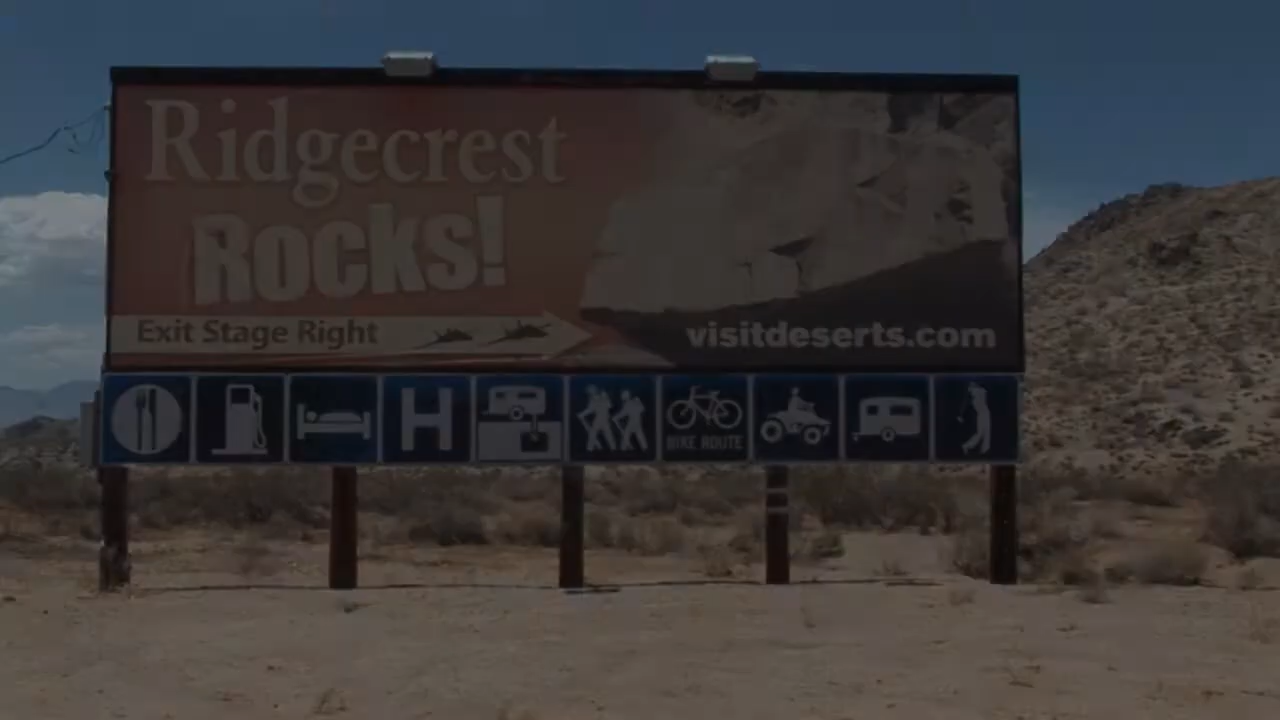 Ridgecrest
ROCKS!
Exit Stage Right
visitdeserts.com
H
BIKE ROUTE